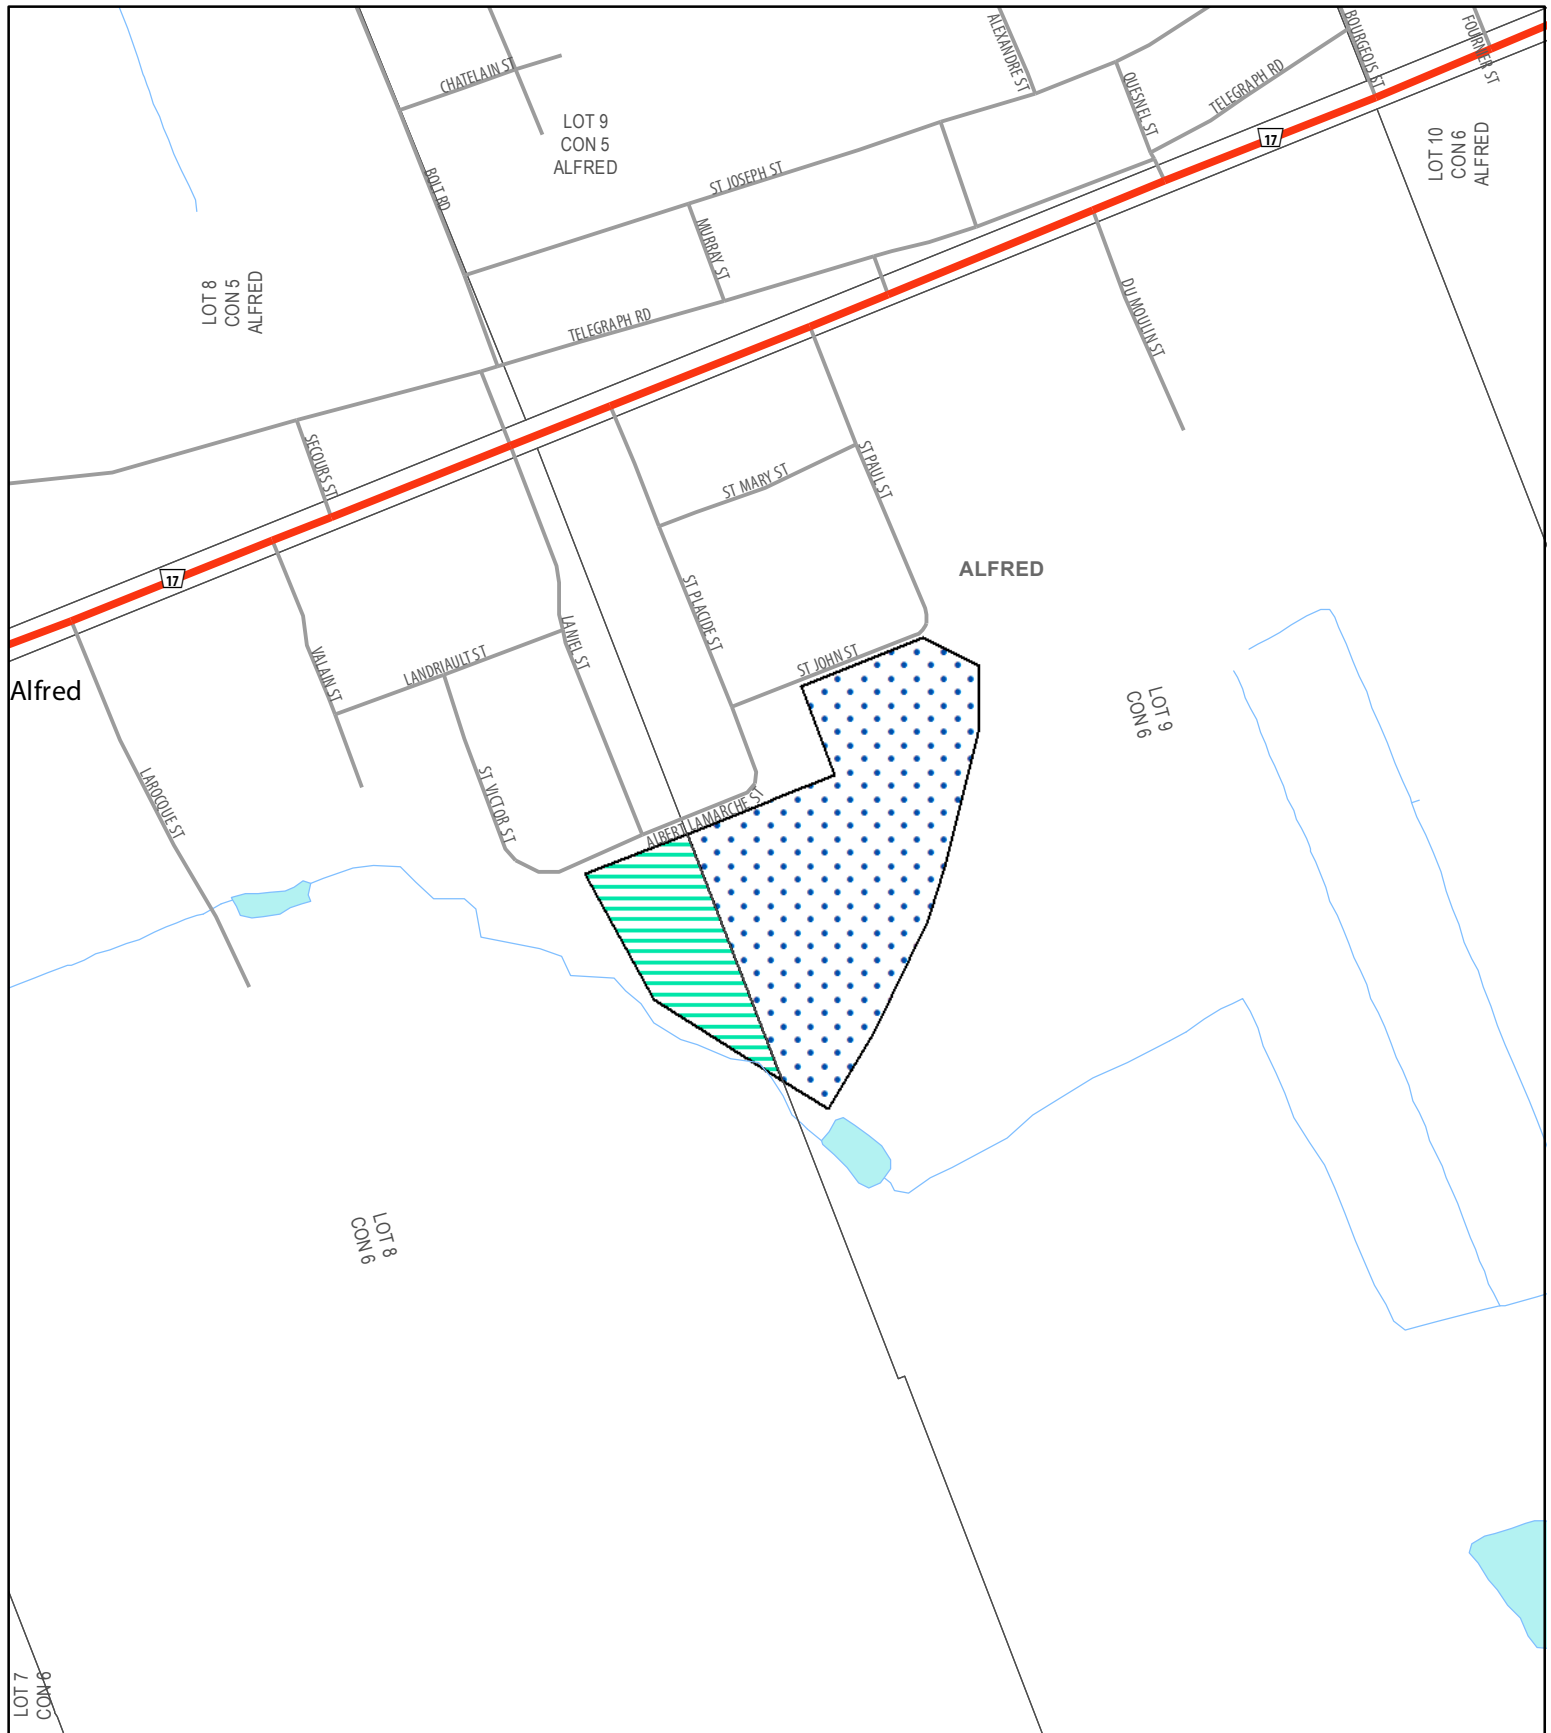 ALEXANDRE ST
BOURGEOIS ST
FOURNIER ST
CHATELAIN ST
QUESNEL ST
TELEGRAPH RD
LOT 9
CON 5
ALFRED
17
LOT 10
CON 6
ALFRED
BOLT RD
ST JOSEPH ST
MURRAY ST
LOT 8
CON 5
ALFRED
TELEGRAPH RD
DU MOULIN ST
SECOURS ST
ST MARY ST
ST PAUL ST
17
ALFRED
ST PLACIDE ST
LANIEL ST
VALAIN ST
LANDRIAULT ST
ST JOHN ST
Alfred
LOT 9
CON 6
LAROCQUE ST
ST VICTOR ST
ALBERT LAMARCHE ST
LOT 8
CON 6
LOT 7
CON 6